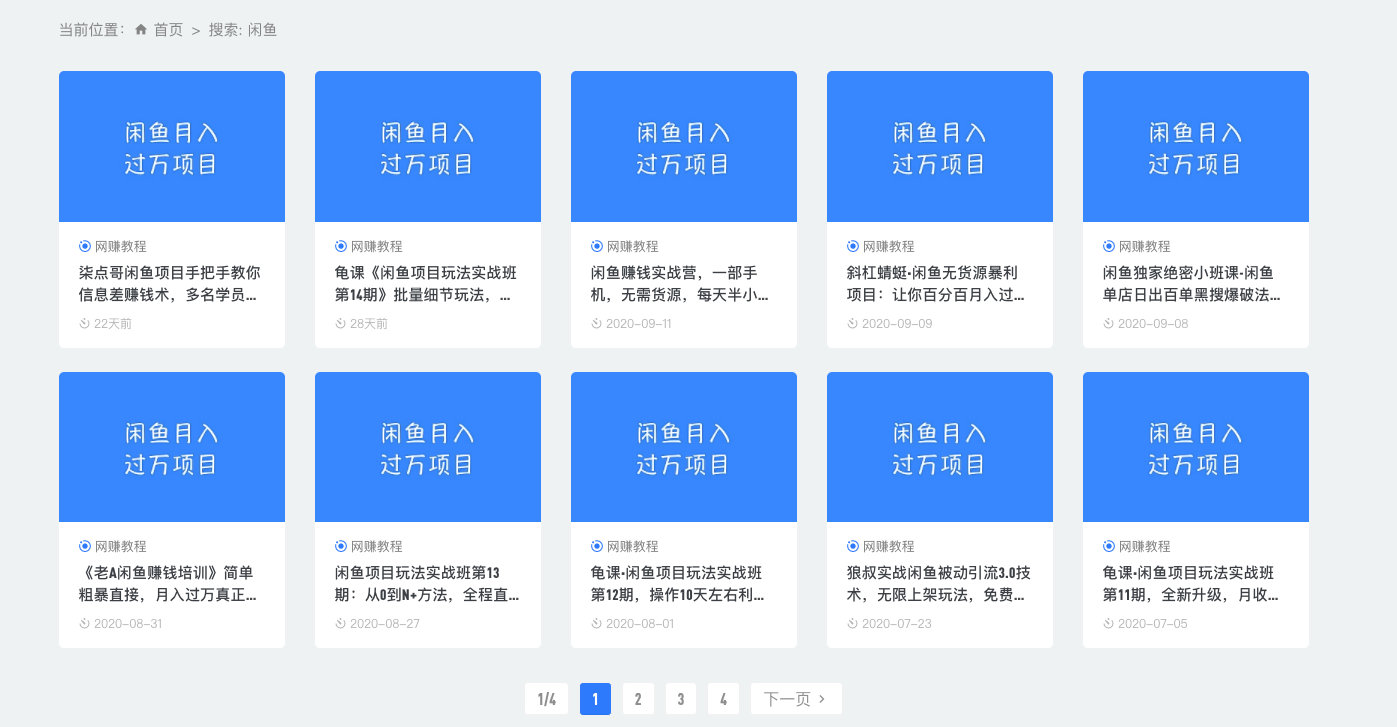 当前位置： 首页 > 搜索: 闲鱼
闲鱼月入
过万项目
网赚教程
柒点哥闲鱼项目手把手教你
信息差赚钱术，多名学员...
22天前
闲鱼月入
过万项目
网赚教程
龟课《闲鱼项目玩法实战班
第14期》批量细节玩法，...
28天前
闲鱼月入
过万项目
网赚教程
闲鱼赚钱实战营，一部手
机，无需货源，每天半小...
2020-09-11
闲鱼月入
过万项目
网赚教程
斜杠蜻蜓·闲鱼无货源暴利
项目：让你百分百月入过...
2020-09-09
闲鱼月入
过万项目
网赚教程
闲鱼独家绝密小班课-闲鱼
单店日出百单黑搜爆破法...
2020-09-08
闲鱼月入
过万项目
网赚教程
《老A闲鱼赚钱培训》简单
粗暴直接，月入过万真正...
2020-08-31
闲鱼月入
过万项目
网赚教程
闲鱼项目玩法实战班第13
期：从0到N+方法，全程直...
2020-08-27
闲鱼月入
过万项目
网赚教程
龟课·闲鱼项目玩法实战班
第12期，操作10天左右利...
2020-08-01
闲鱼月入
过万项目
网赚教程
狼叔实战闲鱼被动引流3.0技
术，无限上架玩法，免费...
2020-07-23
闲鱼月入
过万项目
网赚教程
龟课·闲鱼项目玩法实战班
第11期，全新升级，月收...
2020-07-05
1/4 1 2 3 4 下一页 >